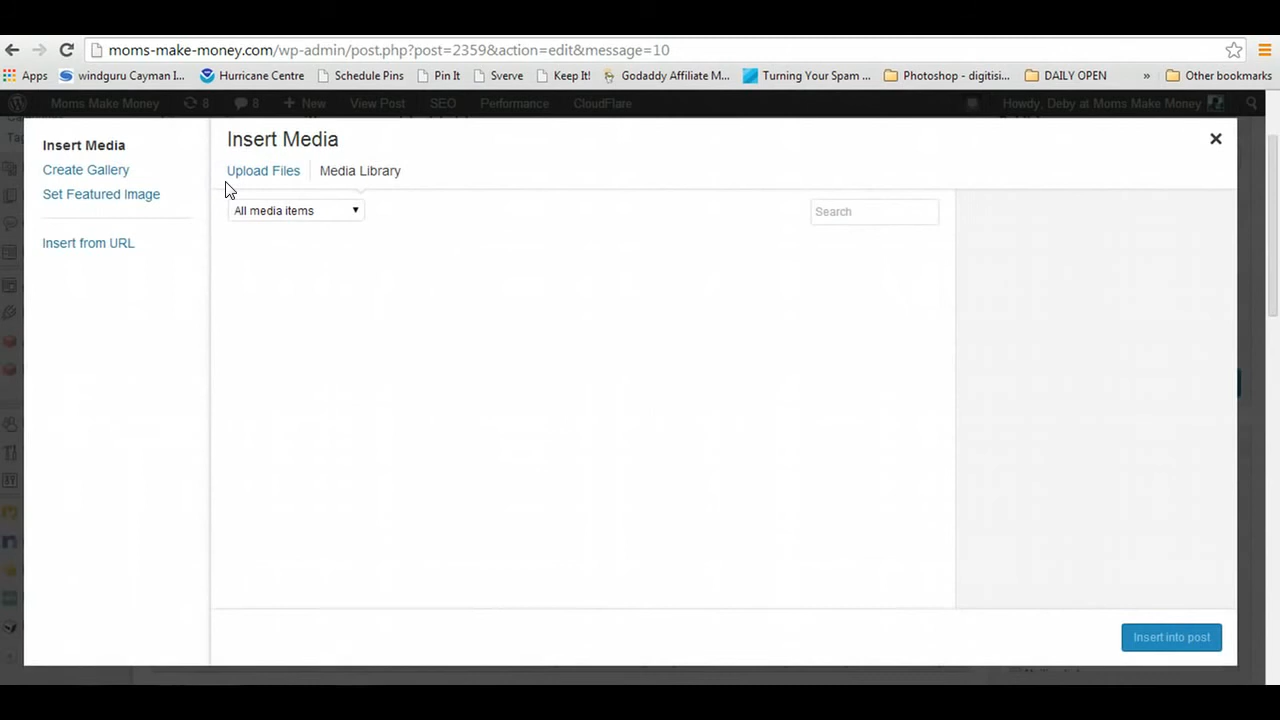 moms-make-money.com/wp-admin/post.php?post=2359&action=edit&message=10
Apps windguru Cayman I... Hurricane Centre Schedule Pins Pin It Sverve Keep It! Godaddy Affiliate M... Turning Your Spam ... Photoshop - digitisi... DAILY OPEN » Other bookmarks
Moms Make Money 8 8 + New View Post SEO Performance CloudFlare Howdy, Deby at Moms Make Money
Insert Media
Create Gallery
Set Featured Image
Insert from URL
Insert Media
Upload Files Media Library
All media items Search
Insert into post